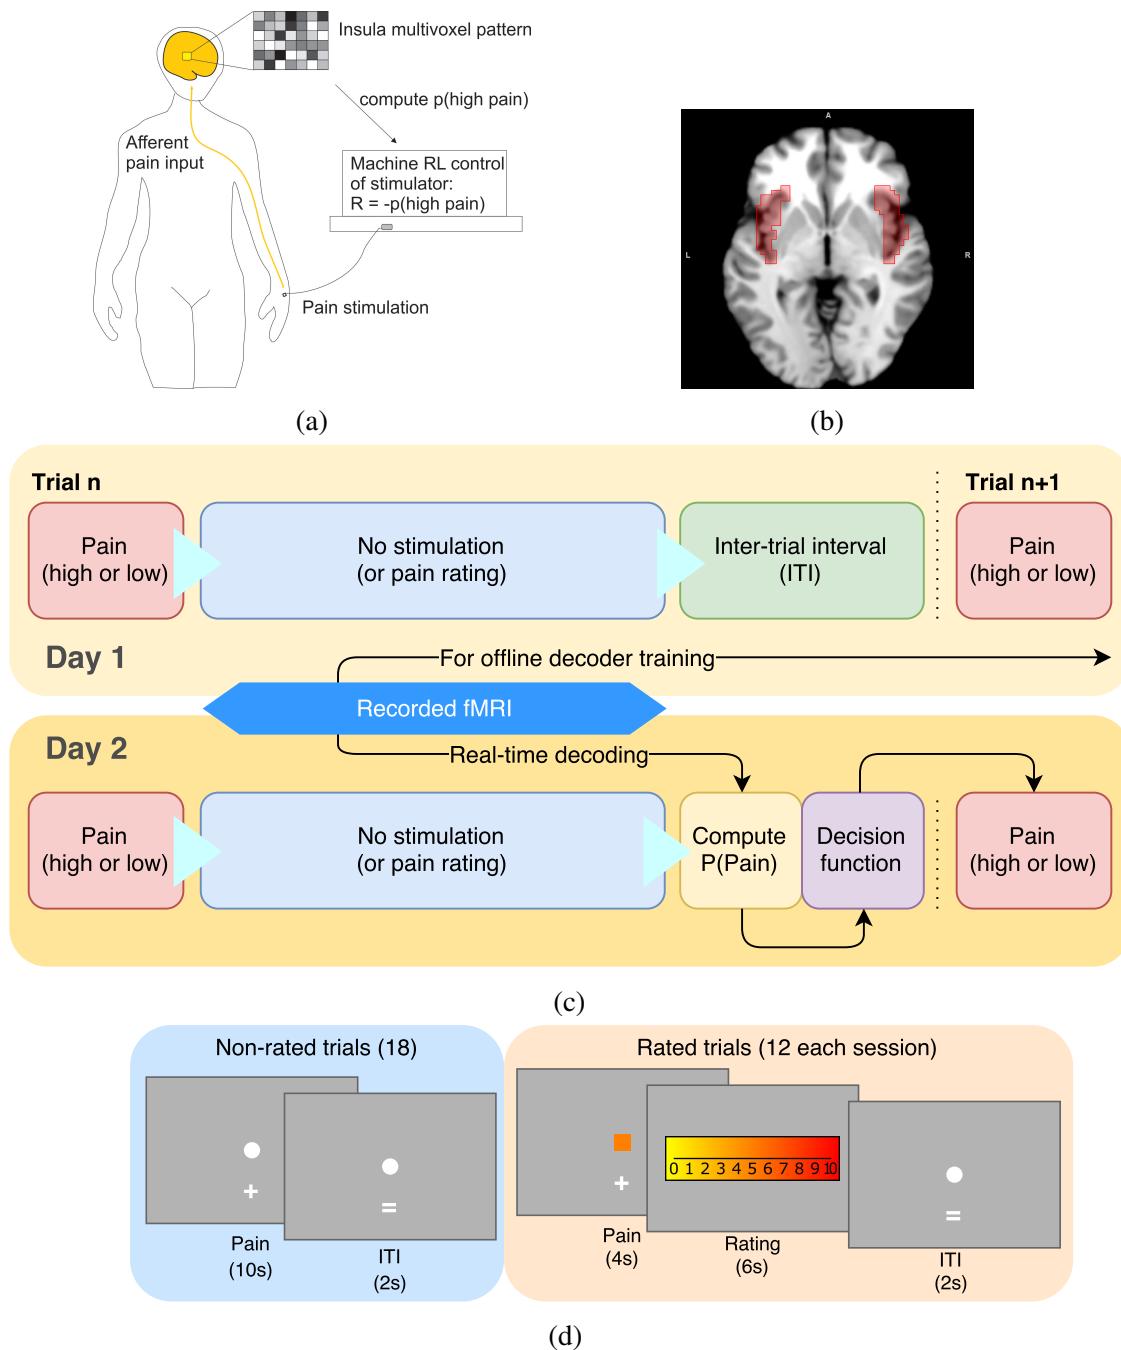 Insula multivoxel pattern
compute p(high pain)
Afferent
pain input
Machine RL control
of stimulator:
R = -p(high pain)
Pain stimulation
(a)
A
L
R
(b)
Trial n
Trial n+1
Pain
(high or low)
No stimulation
(or pain rating)
Inter-trial interval
(ITI)
Pain
(high or low)
Day 1
For offline decoder training
Recorded fMRI
Day 2
Real-time decoding
Pain
(high or low)
No stimulation
(or pain rating)
Compute
P(Pain)
Decision
function
Pain
(high or low)
(c)
Non-rated trials (18)
+
=
Pain
(10s)
ITI
(2s)
Rated trials (12 each session)
+
0 1 2 3 4 5 6 7 8 9 10
=
Pain
(4s)
Rating
(6s)
ITI
(2s)
(d)